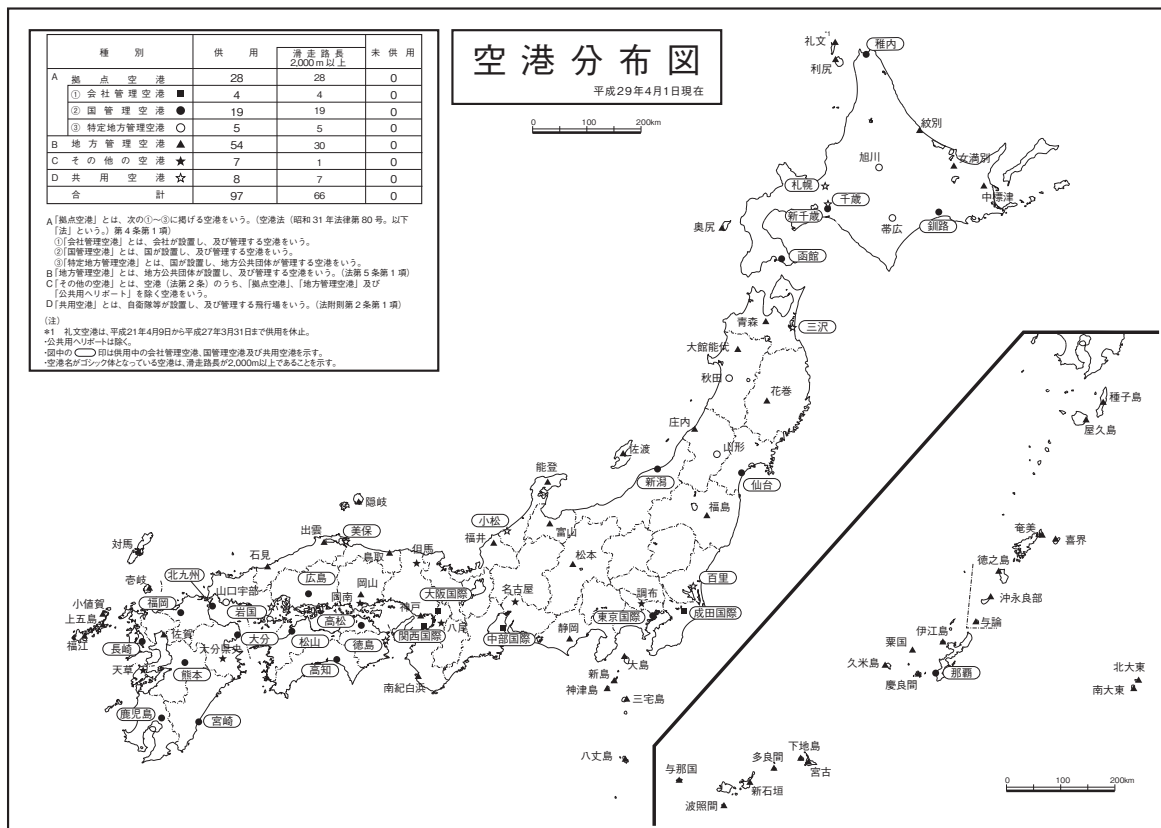 空港分布図
平成29年4月1日現在
0 100 200km
種別 供用 滑走路長2,000m以上 未供用
A 拠点空港 28 28 0
①会社管理空港 ■ 4 4 0
②国管理空港 ● 19 19 0
③特定地方管理空港 ○ 5 5 0
B 地方管理空港 ▲ 54 30 0
C その他の空港 ★ 7 1 0
D 共用空港 ☆ 8 7 0
合計 97 66 0
A「拠点空港」とは、次の①～③に掲げる空港をいう。(空港法(昭和31年法律第80号。以下
「法」という。)第4条第1項)
①「会社管理空港」とは、会社が設置し、及び管理する空港をいう。
②「国管理空港」とは、国が設置し、及び管理する空港をいう。
③「特定地方管理空港」とは、国が設置し、地方公共団体が管理する空港をいう。
B「地方管理空港」とは、地方公共団体が設置し、及び管理する空港をいう。(法第5条第1項)
C「その他の空港」とは、空港(法第2条)のうち、「拠点空港」、「地方管理空港」及び
「公共用ヘリポート」を除く空港をいう。
D「共用空港」とは、自衛隊等が設置し、及び管理する飛行場をいう。(法附則第2条第1項)
(注)
*1 礼文空港は、平成21年4月9日から平成27年3月31日まで供用を休止。
・公共用ヘリポートは除く。
・図中の 印は供用中の会社管理空港、国管理空港及び共用空港を示す。
・空港名がゴシック体となっている空港は、滑走路長が2,000m以上であることを示す。
礼文*1
稚内
利尻
紋別
旭川
女満別
札幌
中標津
千歳
新千歳
奥尻
帯広
釧路
函館
青森
三沢
大館能代
秋田
花巻
庄内
佐渡
山形
新潟
仙台
能登
福島
隠岐
小松
富山
福井
松本
出雲
美保
対馬
石見
鳥取
但馬
北九州
壱岐
山口宇部
広島
岡山
大阪国際
名古屋
百里
調布
小値賀
福岡
岩国
岡南
神戸
上五島
高松
八尾
東京国際
成田国際
福江
長崎
佐賀
大分
松山
徳島
関西国際
中部国際
静岡
大分県央
天草
熊本
高知
南紀白浜
大島
新島
神津島
三宅島
鹿児島
宮崎
八丈島
種子島
屋久島
奄美
喜界
徳之島
沖永良部
与論
伊江島
粟国
久米島
慶良間
那覇
北大東
南大東
下地島
多良間
宮古
与那国
新石垣
波照間
0 100 200km